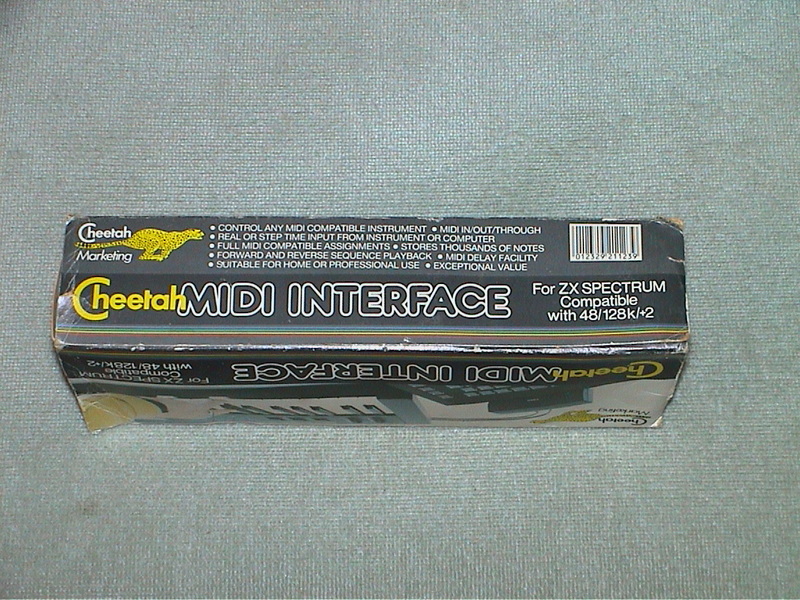 Cheetah
Marketing
• CONTROL ANY MIDI COMPATIBLE INSTRUMENT • MIDI IN/OUT/THROUGH
• REAL OR STEP TIME INPUT FROM INSTRUMENT OR COMPUTER
• FULL MIDI COMPATIBLE ASSIGNMENTS • STORES THOUSANDS OF NOTES
• FORWARD AND REVERSE SEQUENCE PLAYBACK • MIDI DELAY FACILITY
• SUITABLE FOR HOME OR PROFESSIONAL USE • EXCEPTIONAL VALUE
Cheetah MIDI INTERFACE
For ZX SPECTRUM
Compatible
with 48/128k/+2
Cheetah MIDI INTERFACE
For ZX SPECTRUM
Compatible
with 48/128k/+2
Cheetah
Marketing